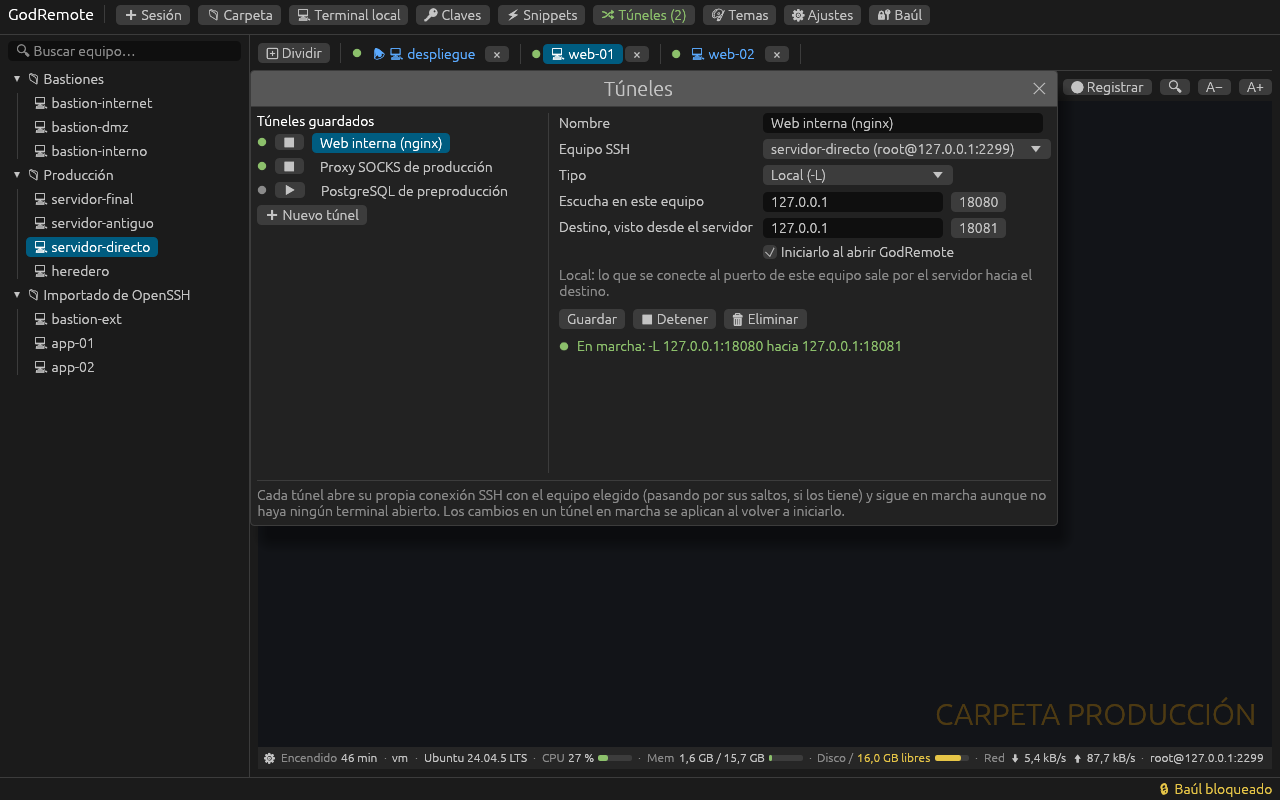 GodRemote + Sesión Carpeta Terminal local Claves Snippets Túneles (2) Temas Ajustes Baúl
Buscar equipo…
Bastiones
bastion-internet
bastion-dmz
bastion-interno
Producción
servidor-final
servidor-antiguo
servidor-directo
heredero
Importado de OpenSSH
bastion-ext
app-01
app-02
Dividir despliegue × web-01 × web-02 ×
Registrar A− A+
Túneles
Túneles guardados
Web interna (nginx)
Proxy SOCKS de producción
PostgreSQL de preproducción
+ Nuevo túnel
Nombre Web interna (nginx)
Equipo SSH servidor-directo (root@127.0.0.1:2299)
Tipo Local (-L)
Escucha en este equipo 127.0.0.1 18080
Destino, visto desde el servidor 127.0.0.1 18081
Iniciarlo al abrir GodRemote
Local: lo que se conecte al puerto de este equipo sale por el servidor hacia el
destino.
Guardar Detener Eliminar
En marcha: -L 127.0.0.1:18080 hacia 127.0.0.1:18081
Cada túnel abre su propia conexión SSH con el equipo elegido (pasando por sus saltos, si los tiene) y sigue en marcha aunque no
haya ningún terminal abierto. Los cambios en un túnel en marcha se aplican al volver a iniciarlo.
CARPETA PRODUCCIÓN
Encendido 46 min · vm · Ubuntu 24.04.5 LTS · CPU 27 % · Mem 1,6 GB / 15,7 GB · Disco / 16,0 GB libres · Red 5,4 kB/s 87,7 kB/s · root@127.0.0.1:2299
Baúl bloqueado